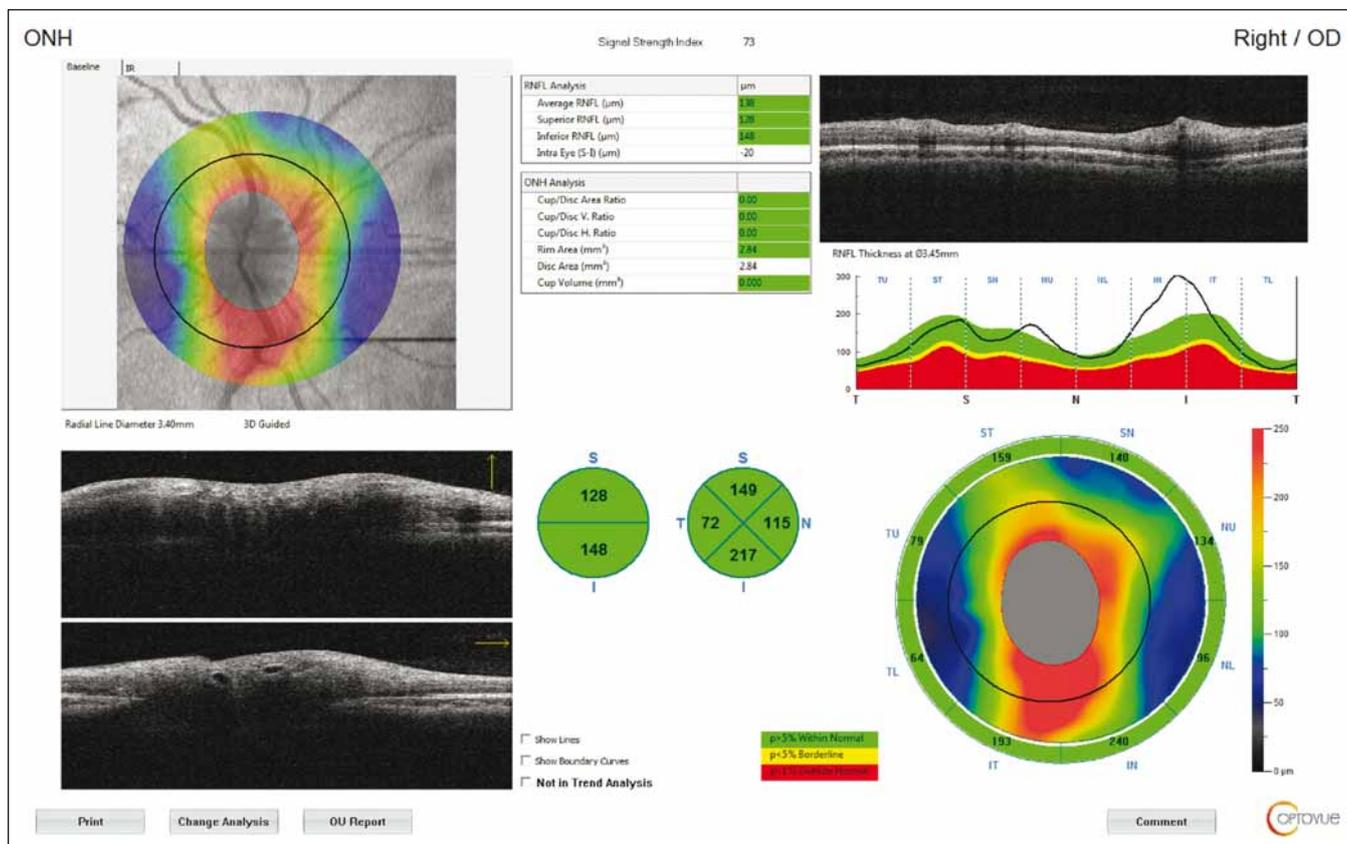 ONH
Signal Strength Index 73
Right / OD
Baseline IR
RNFL Analysis µm
Average RNFL (µm) 138
Superior RNFL (µm) 128
Inferior RNFL (µm) 148
Intra Eye (S-I) (µm) -20
ONH Analysis
Cup/Disc Area Ratio 0.00
Cup/Disc V. Ratio 0.00
Cup/Disc H. Ratio 0.00
Rim Area (mm²) 2.84
Disc Area (mm²) 2.84
Cup Volume (mm³) 0.000
RNFL Thickness at Ø3.45mm
300
200
100
0
TU ST SN NU NL IN IT TL
T S N I T
Radial Line Diameter 3.40mm 3D Guided
S
128
148
I
S
149
T 72 115 N
217
I
ST SN
159 140
TU NU
79 134
64 96
TL NL
193 240
IT IN
250
200
150
100
50
0 µm
Show Lines
Show Boundary Curves
Not in Trend Analysis
p>5% Within Normal
p<5% Borderline
p<1% Outside Normal
Print Change Analysis OU Report Comment
OPTOVUE